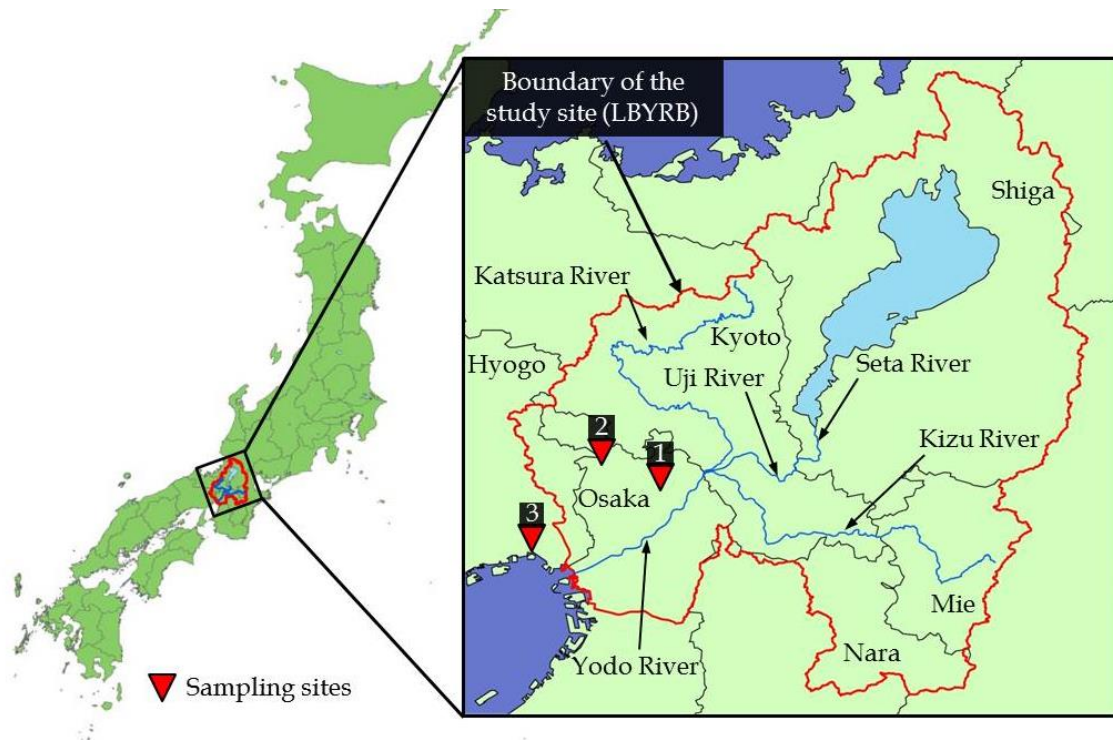 Boundary of the
study site (LBYRB)
Shiga
Katsura River
Kyoto
Hyogo
Uji River
Seta River
2
1
Kizu River
Osaka
3
Mie
Nara
Yodo River
Sampling sites